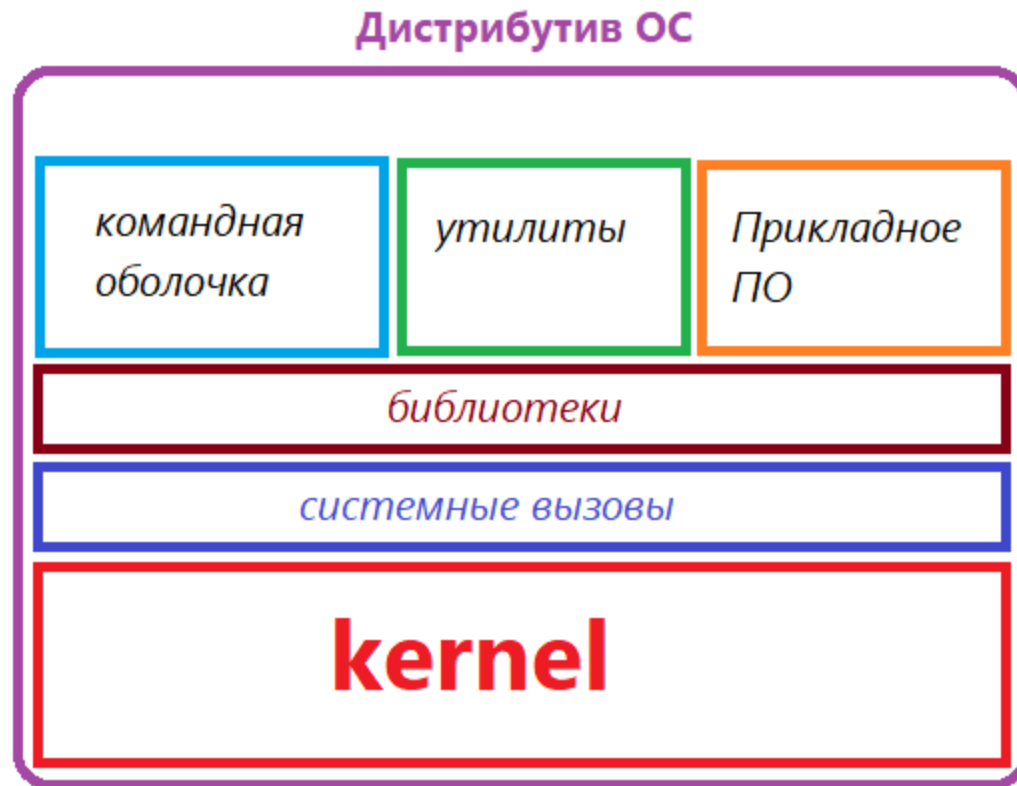 Дистрибутив ОС
командная
оболочка
утилиты
Прикладное
ПО
библиотеки
системные вызовы
kernel